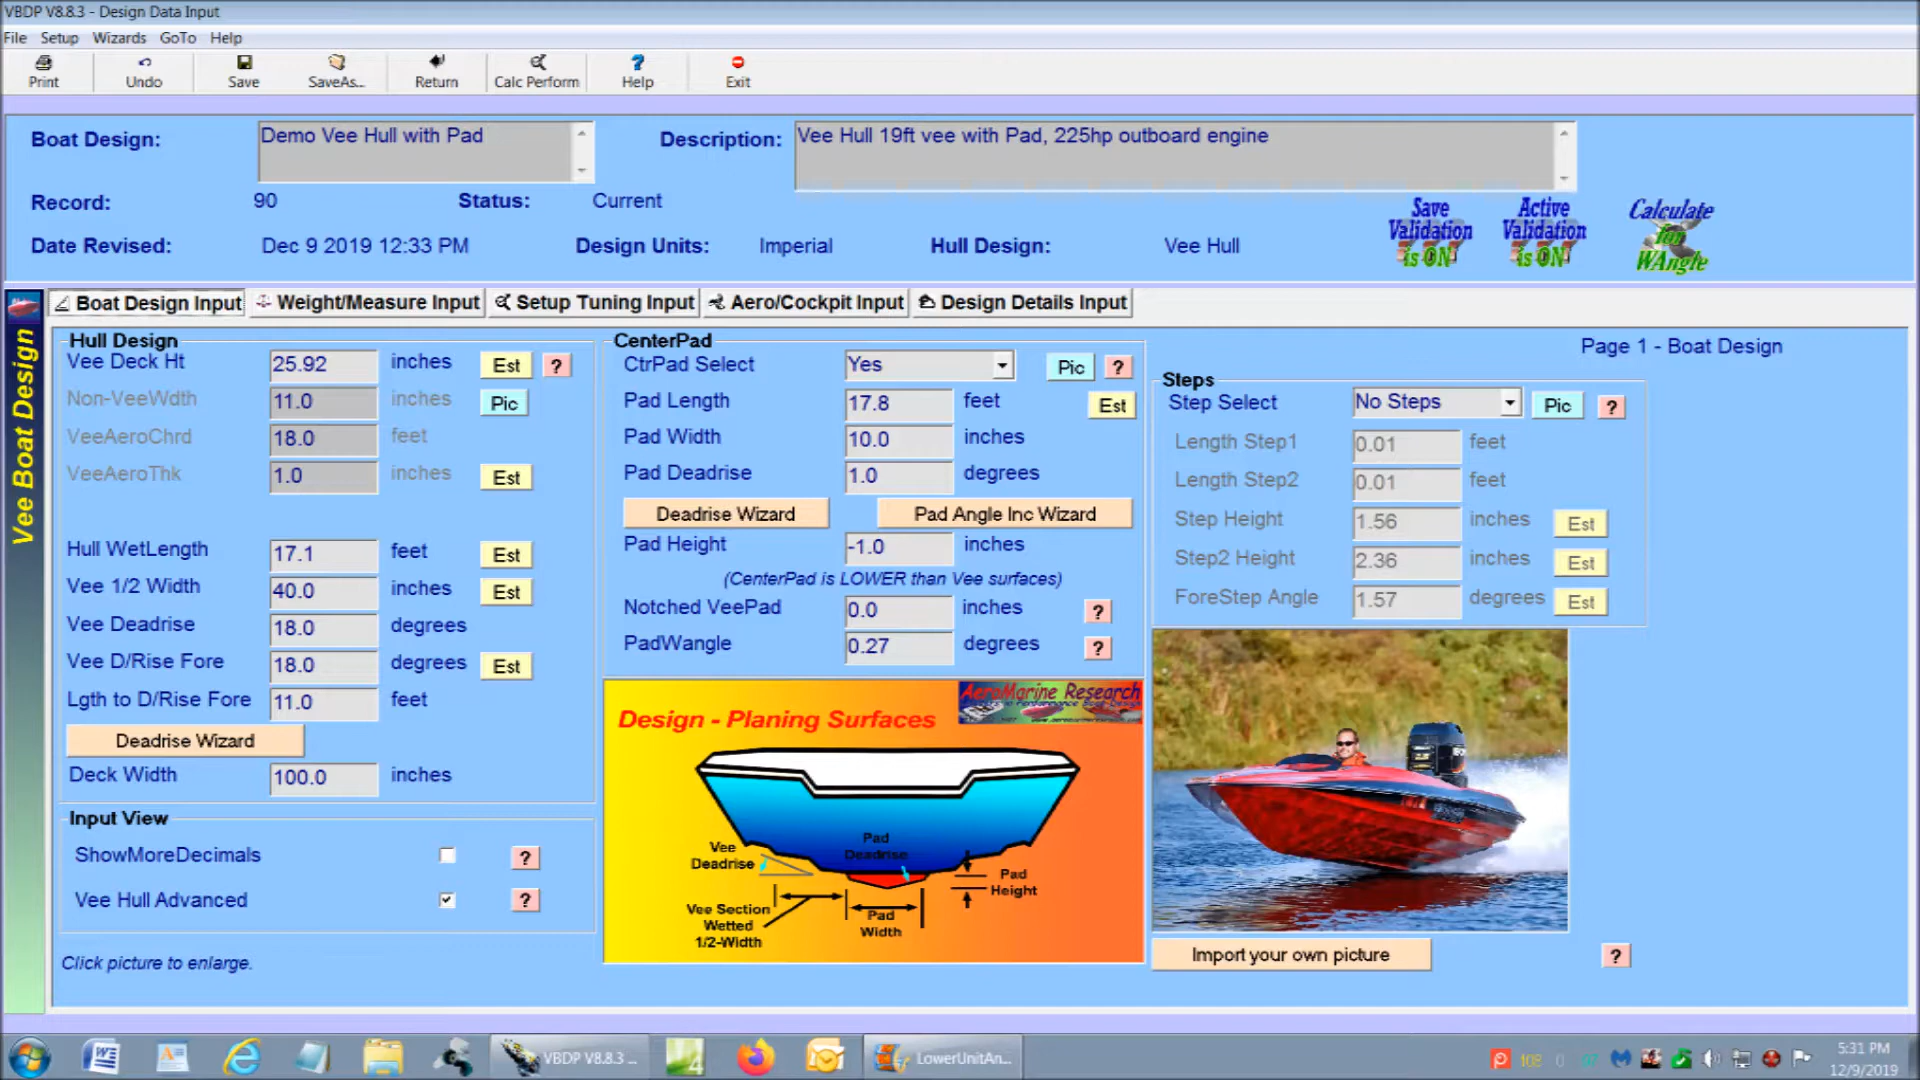 VBDP V8.8.3 - Design Data Input
File Setup Wizards GoTo Help
Print Undo Save SaveAs... Return Calc Perform Help Exit
Boat Design: Demo Vee Hull with Pad Description: Vee Hull 19ft vee with Pad, 225hp outboard engine
Record: 90 Status: Current
Date Revised: Dec 9 2019 12:33 PM Design Units: Imperial Hull Design: Vee Hull
Save Validation is ON
Active Validation is ON
Calculate for WAngle
Vee Boat Design
Boat Design Input Weight/Measure Input Setup Tuning Input Aero/Cockpit Input Design Details Input
Page 1 - Boat Design
Hull Design
Vee Deck Ht 25.92 inches Est ?
Non-VeeWdth 11.0 inches Pic
VeeAeroChrd 18.0 feet
VeeAeroThk 1.0 inches Est
Hull WetLength 17.1 feet Est
Vee 1/2 Width 40.0 inches Est
Vee Deadrise 18.0 degrees
Vee D/Rise Fore 18.0 degrees Est
Lgth to D/Rise Fore 11.0 feet
Deadrise Wizard
Deck Width 100.0 inches
Input View
ShowMoreDecimals ?
Vee Hull Advanced ?
Click picture to enlarge.
CenterPad
CtrPad Select Yes Pic ?
Pad Length 17.8 feet Est
Pad Width 10.0 inches
Pad Deadrise 1.0 degrees
Deadrise Wizard Pad Angle Inc Wizard
Pad Height -1.0 inches
(CenterPad is LOWER than Vee surfaces)
Notched VeePad 0.0 inches ?
PadWangle 0.27 degrees ?
AeroMarine Research
Design - Planing Surfaces
Vee Deadrise
Pad Deadrise
Pad Height
Vee Section Wetted 1/2-Width
Pad Width
Steps
Step Select No Steps Pic ?
Length Step1 0.01 feet
Length Step2 0.01 feet
Step Height 1.56 inches Est
Step2 Height 2.36 inches Est
ForeStep Angle 1.57 degrees Est
Import your own picture ?
VBDP V8.8.3 ... LowerUnitAn...
108 0 97
5:31 PM
12/9/2019